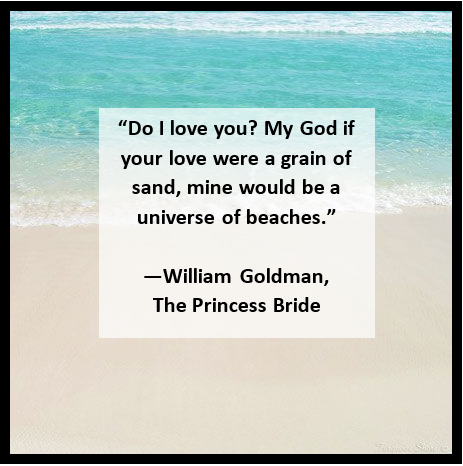 “Do I love you? My God if
your love were a grain of
sand, mine would be a
universe of beaches.”
—William Goldman,
The Princess Bride